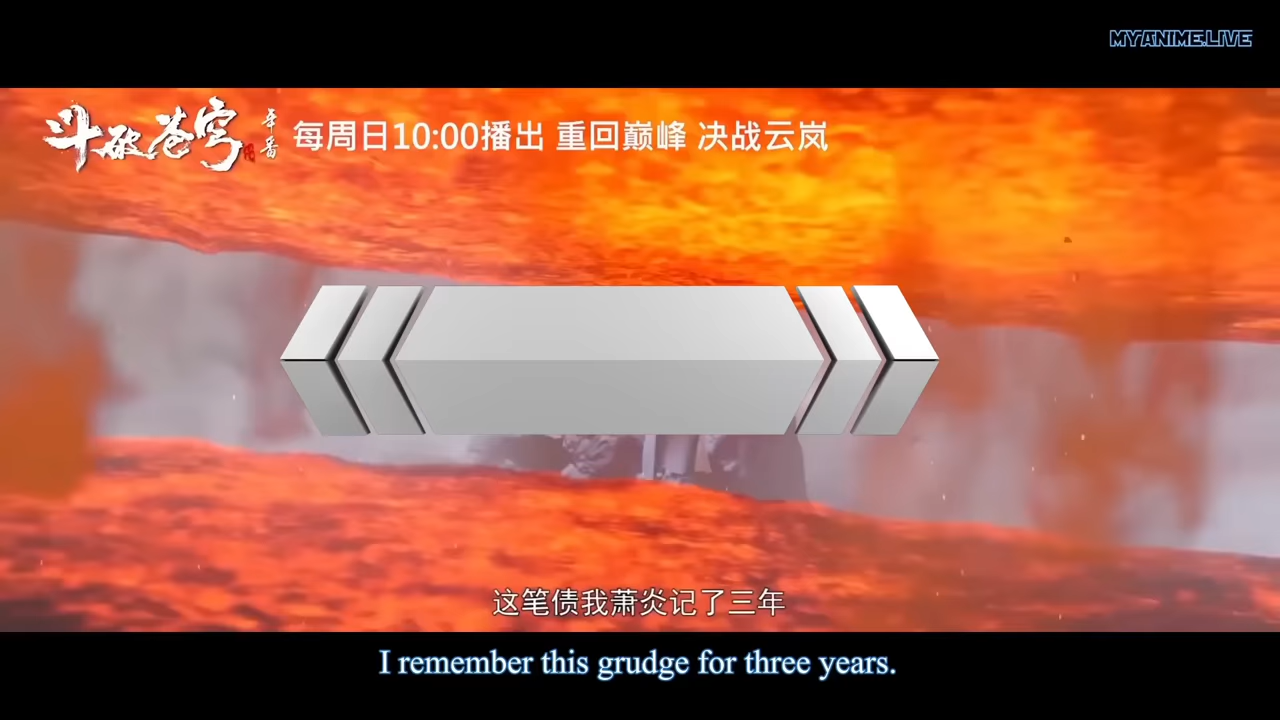 MYANIME.LIVE
斗破苍穹 年番 每周日10:00播出 重回巅峰 决战云岚
这笔债我萧炎记了三年
I remember this grudge for three years.